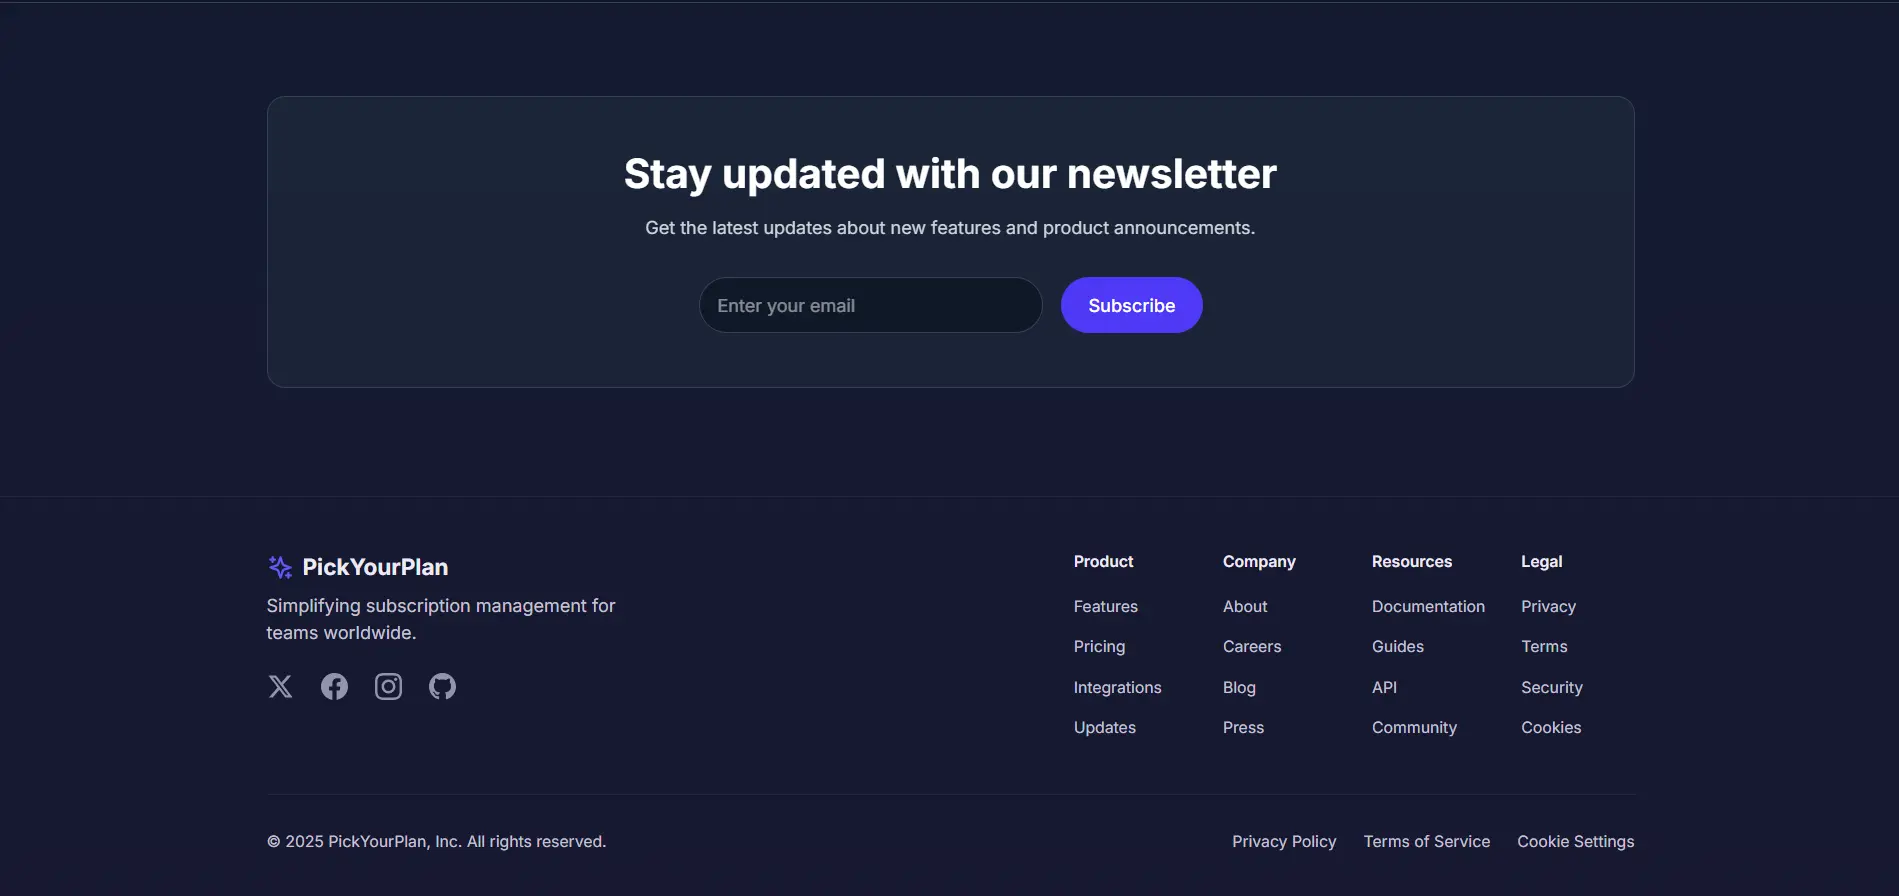 Stay updated with our newsletter
Get the latest updates about new features and product announcements.
Enter your email
Subscribe
PickYourPlan
Simplifying subscription management for
teams worldwide.
Product
Features
Pricing
Integrations
Updates
Company
About
Careers
Blog
Press
Resources
Documentation
Guides
API
Community
Legal
Privacy
Terms
Security
Cookies
© 2025 PickYourPlan, Inc. All rights reserved.
Privacy Policy
Terms of Service
Cookie Settings